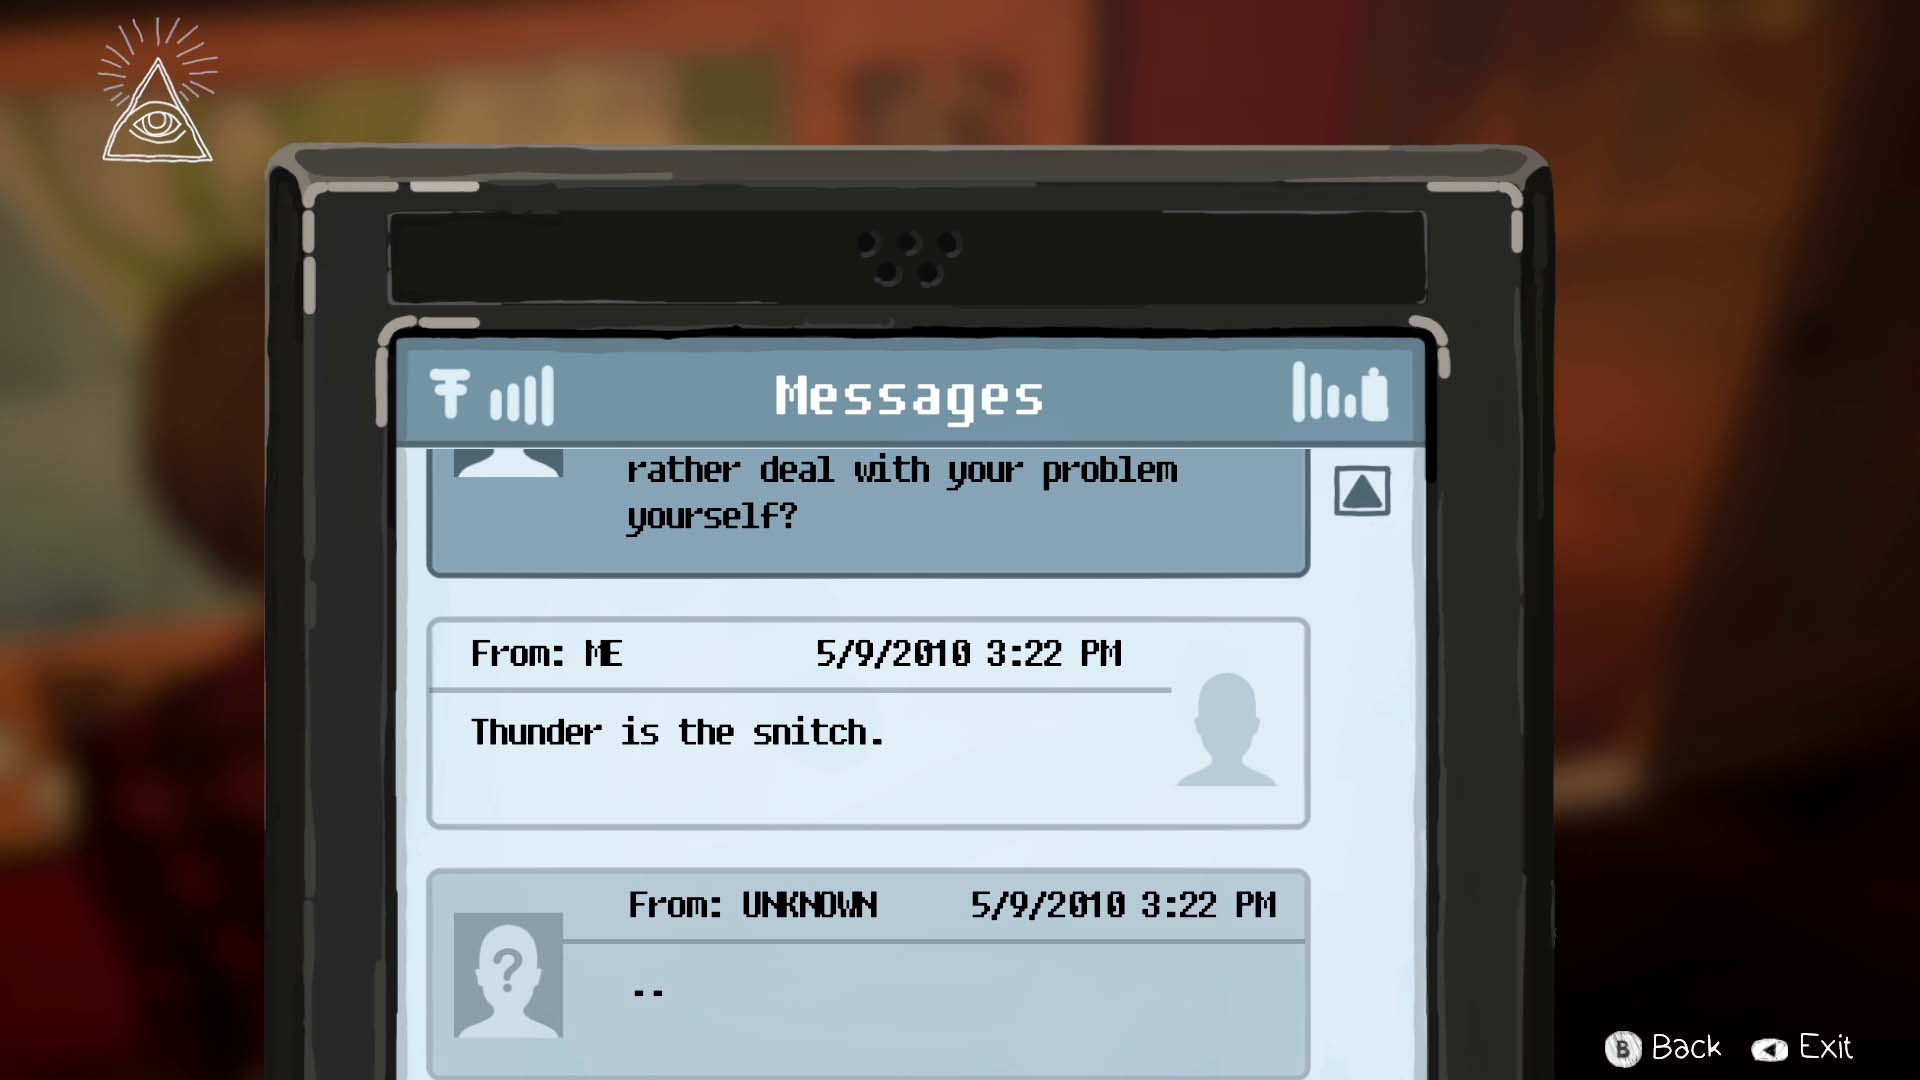 Messages
rather deal with your problem
yourself?
From: ME 5/9/2010 3:22 PM
Thunder is the snitch.
From: UNKNOWN 5/9/2010 3:22 PM
?
--
B Back Exit